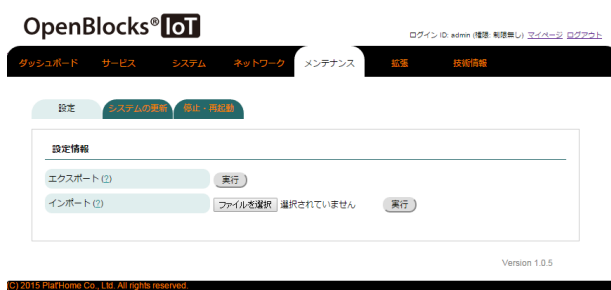 OpenBlocks® IoT
ログイン ID: admin (権限: 制限無し) マイページ ログアウト
ダッシュボード サービス システム ネットワーク メンテナンス 拡張 技術情報
設定 システムの更新 停止・再起動
設定情報
エクスポート (?) 実行
インポート (?) ファイルを選択 選択されていません 実行
Version 1.0.5
(C) 2015 Plat'Home Co., Ltd. All rights reserved.